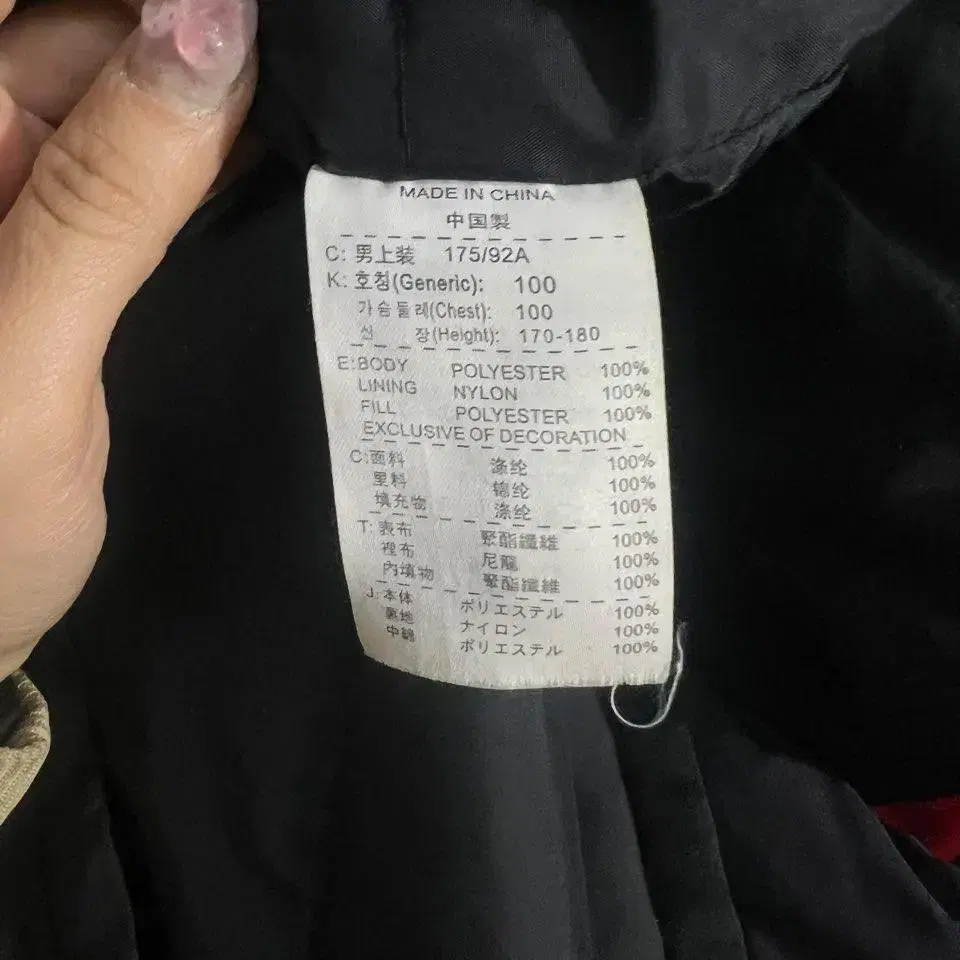 MADE IN CHINA
中国製
C: 男上装 175/92A
K: 호칭(Generic): 100
가슴둘레(Chest): 100
신 장(Height): 170-180
E:BODY POLYESTER 100%
LINING NYLON 100%
FILL POLYESTER 100%
EXCLUSIVE OF DECORATION
C:面料 涤纶 100%
里料 锦纶 100%
填充物 涤纶 100%
T: 表布 聚酯纖維 100%
裡布 尼龍 100%
內填物 聚酯纖維 100%
J: 本体 ポリエステル 100%
裏地 ナイロン 100%
中綿 ポリエステル 100%